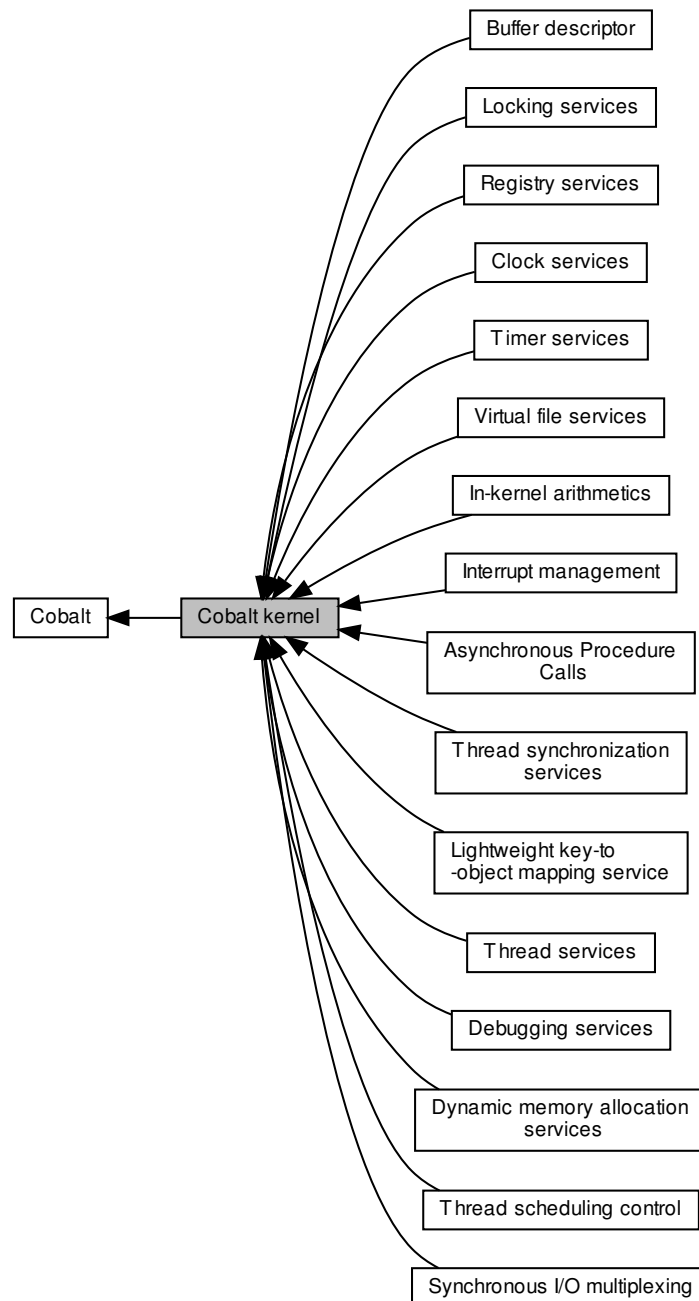 Buffer descriptor
Locking services
Registry services
Clock services
Timer services
Virtual file services
In-kernel arithmetics
Interrupt management
Cobalt
Cobalt kernel
Asynchronous Procedure
Calls
Thread synchronization
services
Lightweight key-to
-object mapping service
Thread services
Debugging services
Dynamic memory allocation
services
Thread scheduling control
Synchronous I/O multiplexing